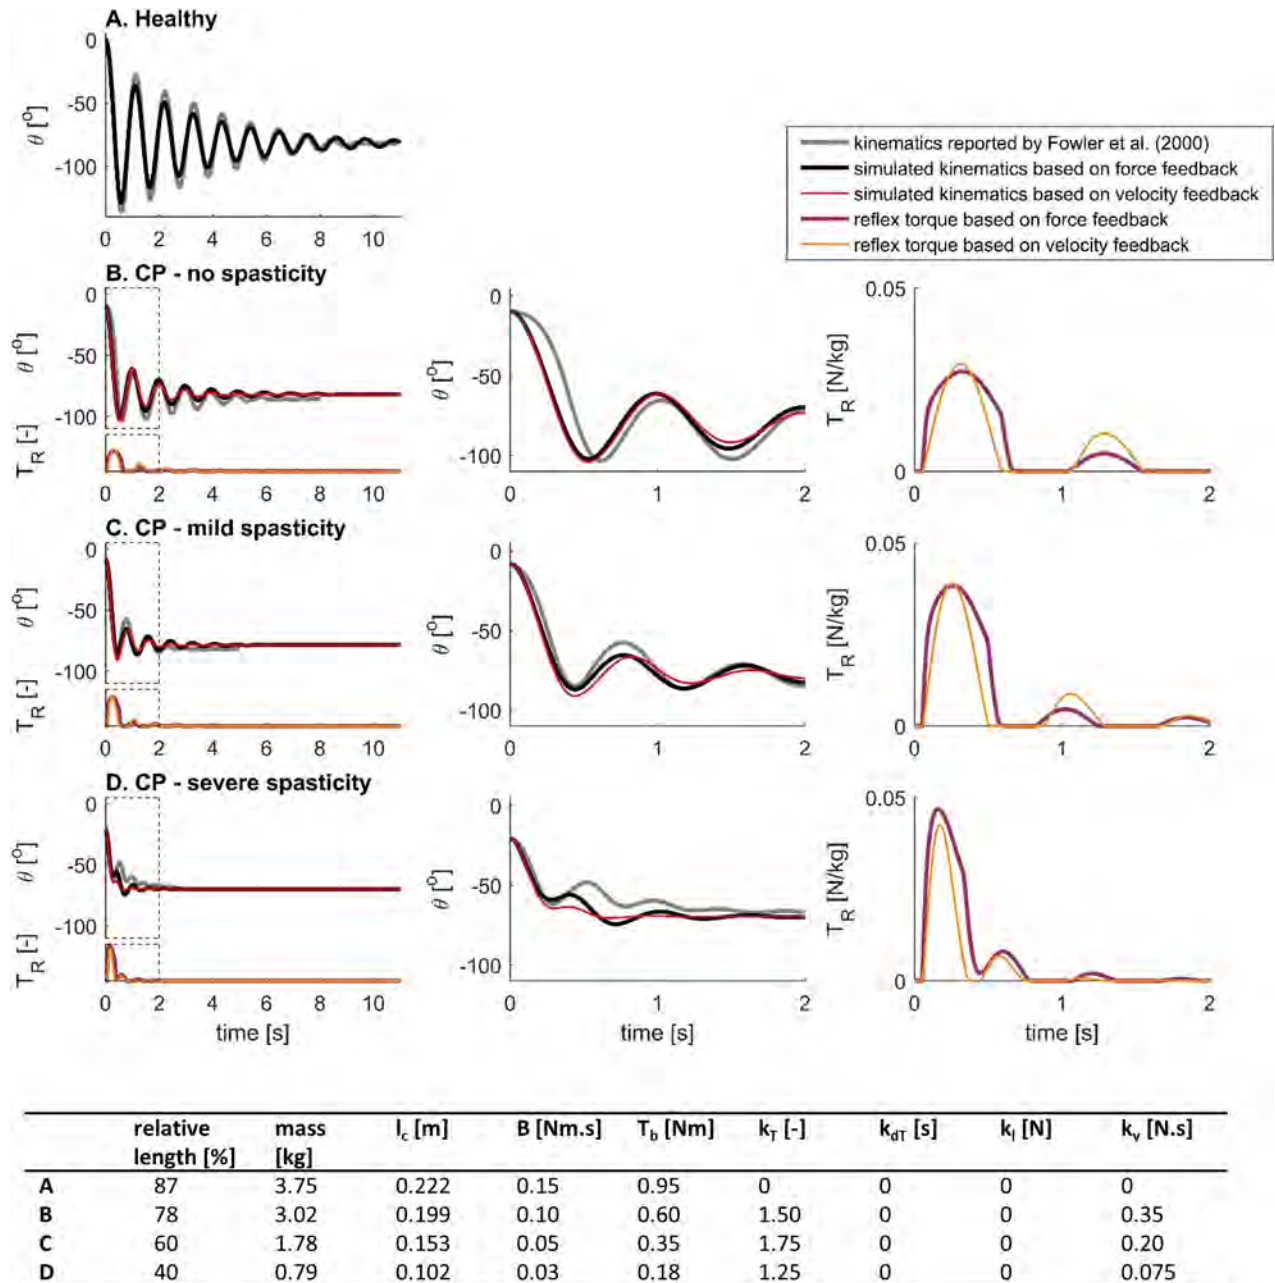 A. Healthy
0
-50
-100
θ [°]
0 2 4 6 8 10
kinematics reported by Fowler et al. (2000)
simulated kinematics based on force feedback
simulated kinematics based on velocity feedback
reflex torque based on force feedback
reflex torque based on velocity feedback
B. CP - no spasticity
0
-50
-100
θ [°]
T_R [-]
0 2 4 6 8 10
0
-50
-100
θ [°]
0 1 2
0.05
0
T_R [N/kg]
0 1 2
C. CP - mild spasticity
0
-50
-100
θ [°]
T_R [-]
0 2 4 6 8 10
0
-50
-100
θ [°]
0 1 2
0.05
0
T_R [N/kg]
0 1 2
D. CP - severe spasticity
0
-50
-100
θ [°]
T_R [-]
0 2 4 6 8 10
time [s]
0
-50
-100
θ [°]
0 1 2
time [s]
0.05
0
T_R [N/kg]
0 1 2
time [s]
relative length [%] mass [kg] l_c [m] B [Nm.s] T_b [Nm] k_T [-] k_dT [s] k_l [N] k_v [N.s]
A 87 3.75 0.222 0.15 0.95 0 0 0 0
B 78 3.02 0.199 0.10 0.60 1.50 0 0 0.35
C 60 1.78 0.153 0.05 0.35 1.75 0 0 0.20
D 40 0.79 0.102 0.03 0.18 1.25 0 0 0.075